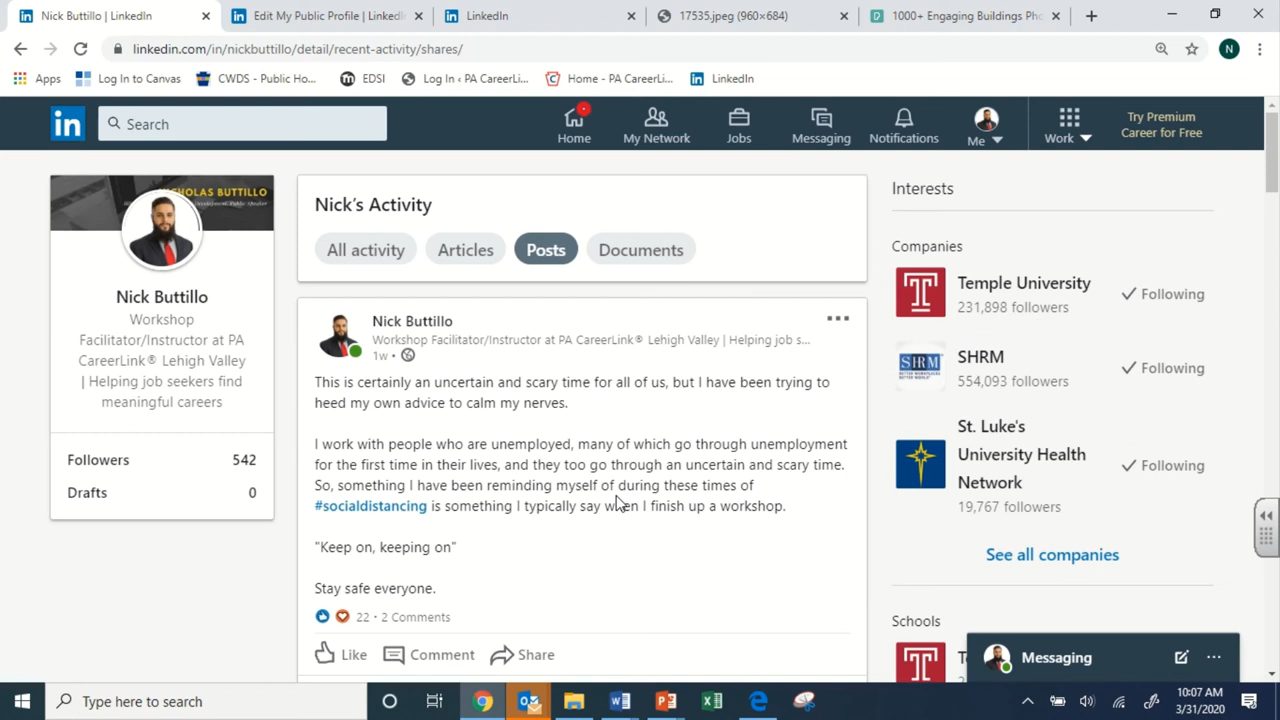 Nick Buttillo | LinkedIn
Edit My Public Profile | LinkedIn
LinkedIn
17535.jpeg (960×684)
1000+ Engaging Buildings Pho
linkedin.com/in/nickbuttillo/detail/recent-activity/shares/
N
Apps
Log In to Canvas
CWDS - Public Ho...
EDSI
Log In ‹ PA CareerLi...
Home - PA CareerLi...
LinkedIn
in
Search
Home
My Network
Jobs
Messaging
Notifications
Me
Work
Try Premium
Career for Free
NICHOLAS BUTTILLO
Public Speaker
Nick Buttillo
Workshop
Facilitator/Instructor at PA
CareerLink® Lehigh Valley
| Helping job seekers find
meaningful careers
Followers 542
Drafts 0
Nick's Activity
All activity
Articles
Posts
Documents
Nick Buttillo
Workshop Facilitator/Instructor at PA CareerLink® Lehigh Valley | Helping job s...
1w •
This is certainly an uncertain and scary time for all of us, but I have been trying to
heed my own advice to calm my nerves.
I work with people who are unemployed, many of which go through unemployment
for the first time in their lives, and they too go through an uncertain and scary time.
So, something I have been reminding myself of during these times of
#socialdistancing is something I typically say when I finish up a workshop.
"Keep on, keeping on"
Stay safe everyone.
22 • 2 Comments
Like
Comment
Share
Interests
Companies
Temple University
231,898 followers
Following
SHRM
SHRM
554,093 followers
Following
St. Luke's
University Health
Network
19,767 followers
Following
See all companies
Schools
Messaging
Type here to search
10:07 AM
3/31/2020